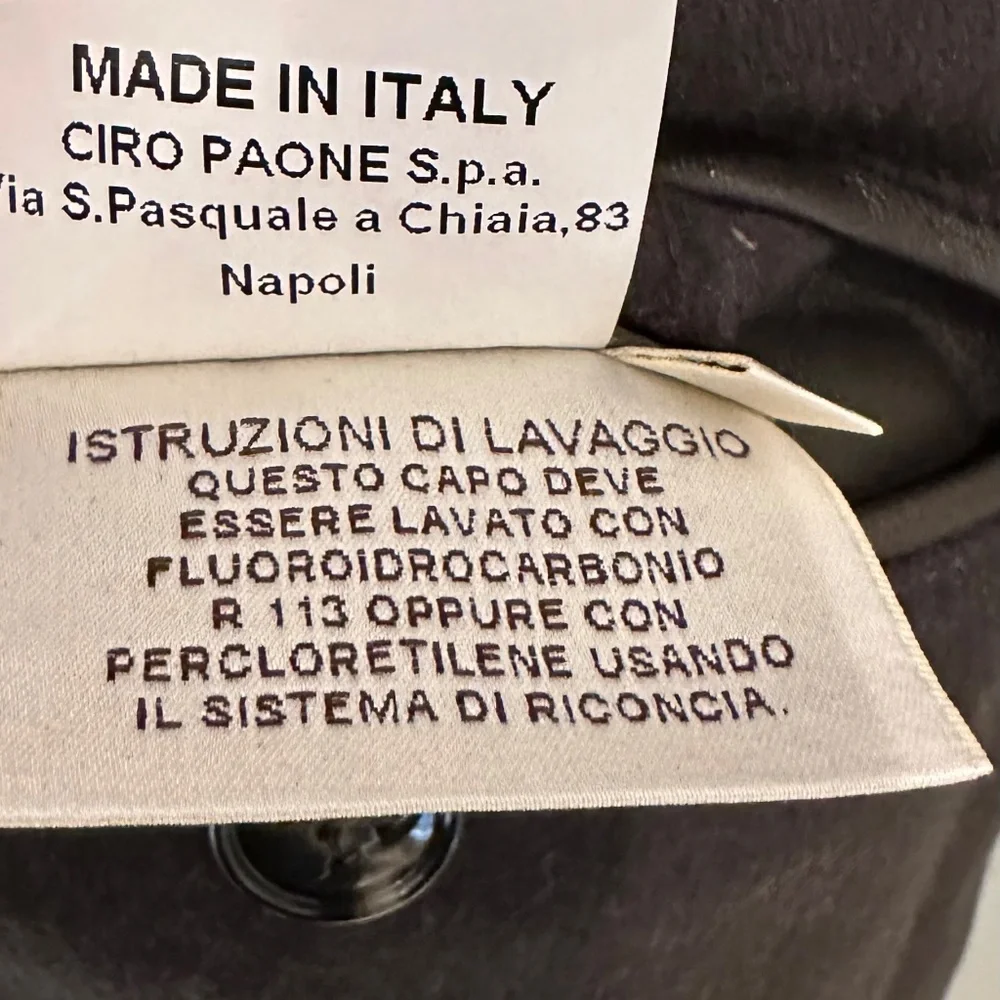 MADE IN ITALY
CIRO PAONE S.p.a.
Via S.Pasquale a Chiaia,83
Napoli
ISTRUZIONI DI LAVAGGIO
QUESTO CAPO DEVE
ESSERE LAVATO CON
FLUOROIDROCARBONIO
R 113 OPPURE CON
PERCLORETILENE USANDO
IL SISTEMA DI RICONCIA.